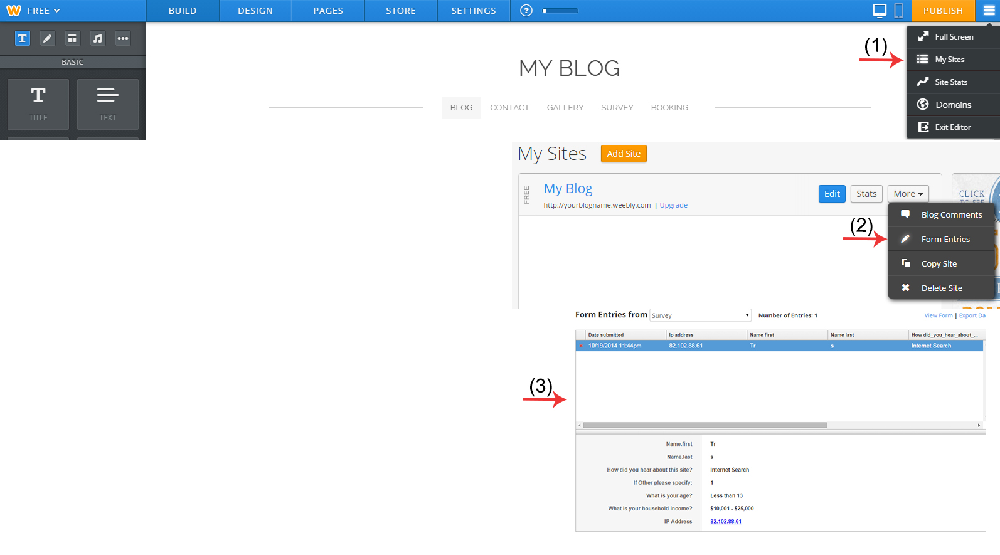 FREE BUILD DESIGN PAGES STORE SETTINGS ? PUBLISH
T
BASIC
T
TITLE TEXT
MY BLOG
BLOG CONTACT GALLERY SURVEY BOOKING
(1)
Full Screen
My Sites
Site Stats
Domains
Exit Editor
My Sites Add Site
FREE
My Blog
http://yourblogname.weebly.com | Upgrade
Edit Stats More
CLICK
TO SEE
(2)
Blog Comments
Form Entries
Copy Site
Delete Site
Form Entries from Survey Number of Entries: 1 View Form | Export Da
Date submitted Ip address Name first Name last How did_you_hear_about_...
10/19/2014 11:44pm 82.102.88.61 Tr s Internet Search
(3)
Name.first Tr
Name.last s
How did you hear about this site? Internet Search
If Other please specify: 1
What is your age? Less than 13
What is your household income? $10,001 - $25,000
IP Address 82.102.88.61